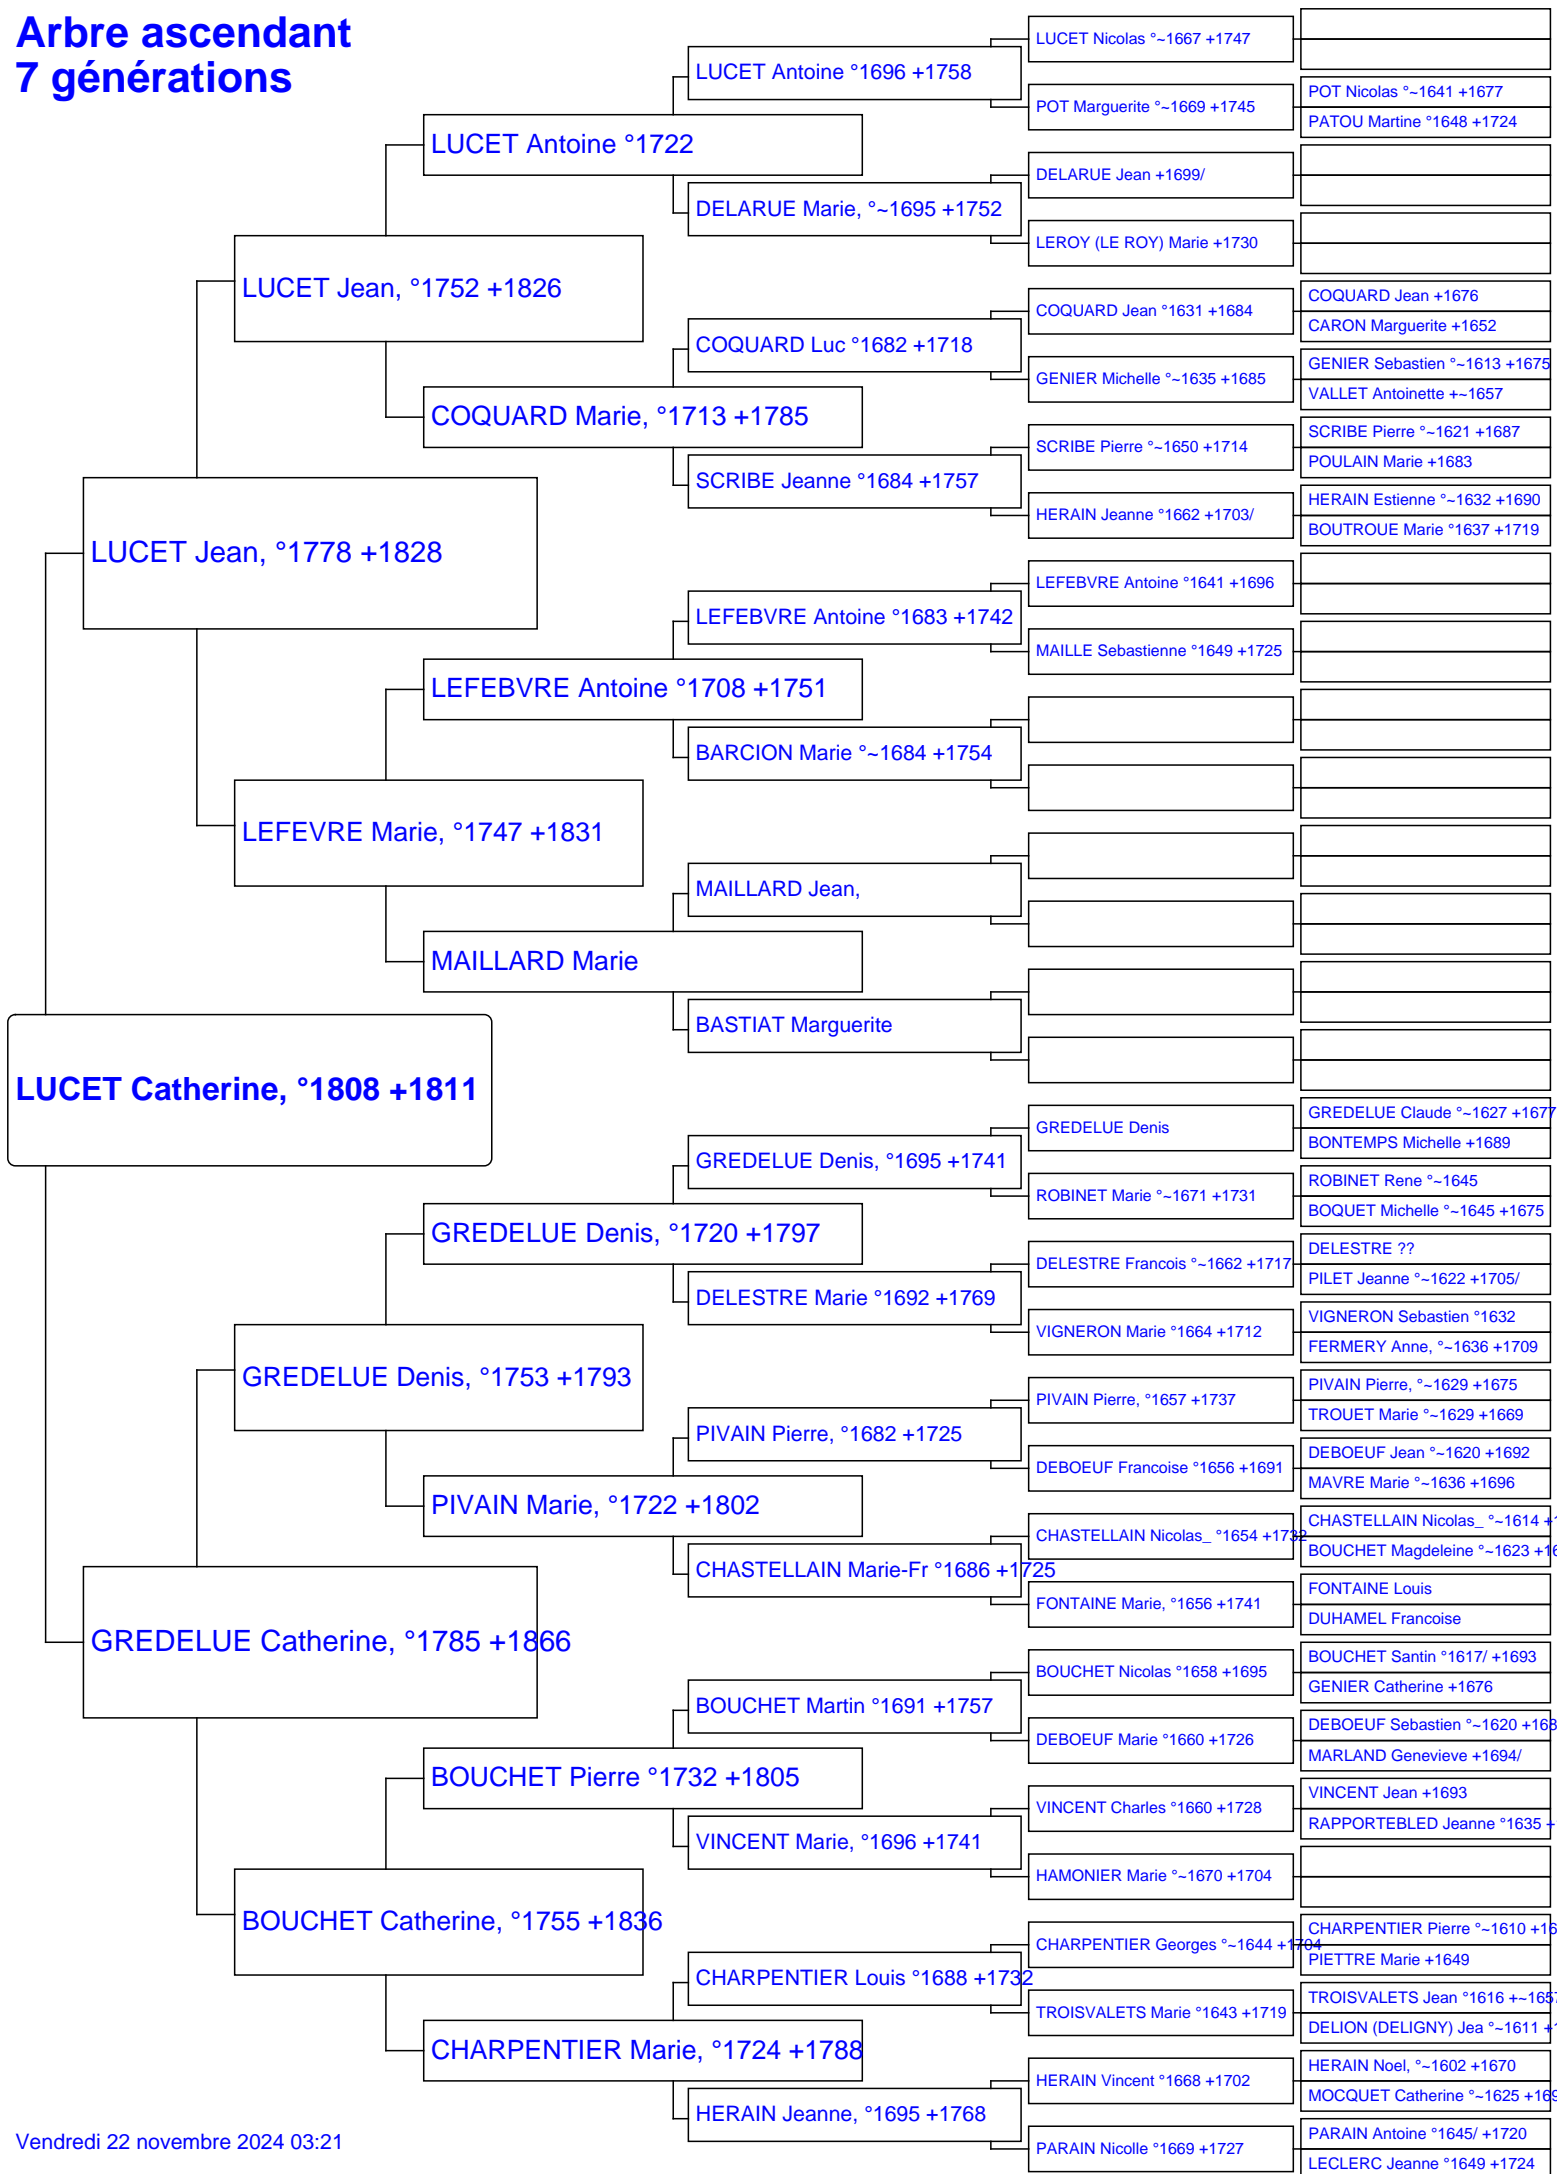 Arbre ascendant
7 générations
LUCET Catherine, °1808 +1811
LUCET Jean, °1778 +1828
GREDELUE Catherine, °1785 +1866
LUCET Jean, °1752 +1826
LEFEVRE Marie, °1747 +1831
GREDELUE Denis, °1753 +1793
BOUCHET Catherine, °1755 +1836
LUCET Antoine °1722
COQUARD Marie, °1713 +1785
LEFEBVRE Antoine °1708 +1751
MAILLARD Marie
GREDELUE Denis, °1720 +1797
PIVAIN Marie, °1722 +1802
BOUCHET Pierre °1732 +1805
CHARPENTIER Marie, °1724 +1788
LUCET Antoine °1696 +1758
DELARUE Marie, °~1695 +1752
COQUARD Luc °1682 +1718
SCRIBE Jeanne °1684 +1757
LEFEBVRE Antoine °1683 +1742
BARCION Marie °~1684 +1754
MAILLARD Jean,
BASTIAT Marguerite
GREDELUE Denis, °1695 +1741
DELESTRE Marie °1692 +1769
PIVAIN Pierre, °1682 +1725
CHASTELLAIN Marie-Fr °1686 +1725
BOUCHET Martin °1691 +1757
VINCENT Marie, °1696 +1741
CHARPENTIER Louis °1688 +1732
HERAIN Jeanne, °1695 +1768
LUCET Nicolas °~1667 +1747
POT Marguerite °~1669 +1745
DELARUE Jean +1699/
LEROY (LE ROY) Marie +1730
COQUARD Jean °1631 +1684
GENIER Michelle °~1635 +1685
SCRIBE Pierre °~1650 +1714
HERAIN Jeanne °1662 +1703/
LEFEBVRE Antoine °1641 +1696
MAILLE Sebastienne °1649 +1725
GREDELUE Denis
ROBINET Marie °~1671 +1731
DELESTRE Francois °~1662 +1717
VIGNERON Marie °1664 +1712
PIVAIN Pierre, °1657 +1737
DEBOEUF Francoise °1656 +1691
CHASTELLAIN Nicolas_ °1654 +1732
FONTAINE Marie, °1656 +1741
BOUCHET Nicolas °1658 +1695
DEBOEUF Marie °1660 +1726
VINCENT Charles °1660 +1728
HAMONIER Marie °~1670 +1704
CHARPENTIER Georges °~1644 +1704
TROISVALETS Marie °1643 +1719
HERAIN Vincent °1668 +1702
PARAIN Nicolle °1669 +1727
POT Nicolas °~1641 +1677
PATOU Martine °1648 +1724
COQUARD Jean +1676
CARON Marguerite +1652
GENIER Sebastien °~1613 +1675
VALLET Antoinette +~1657
SCRIBE Pierre °~1621 +1687
POULAIN Marie +1683
HERAIN Estienne °~1632 +1690
BOUTROUE Marie °1637 +1719
GREDELUE Claude °~1627 +1677
BONTEMPS Michelle +1689
ROBINET Rene °~1645
BOQUET Michelle °~1645 +1675
DELESTRE ??
PILET Jeanne °~1622 +1705/
VIGNERON Sebastien °1632
FERMERY Anne, °~1636 +1709
PIVAIN Pierre, °~1629 +1675
TROUET Marie °~1629 +1669
DEBOEUF Jean °~1620 +1692
MAVRE Marie °~1636 +1696
CHASTELLAIN Nicolas_ °~1614 +1
BOUCHET Magdeleine °~1623 +16
FONTAINE Louis
DUHAMEL Francoise
BOUCHET Santin °1617/ +1693
GENIER Catherine +1676
DEBOEUF Sebastien °~1620 +168
MARLAND Genevieve +1694/
VINCENT Jean +1693
RAPPORTEBLED Jeanne °1635 +
CHARPENTIER Pierre °~1610 +16
PIETTRE Marie +1649
TROISVALETS Jean °1616 +~1657
DELION (DELIGNY) Jea °~1611 +1
HERAIN Noel, °~1602 +1670
MOCQUET Catherine °~1625 +169
PARAIN Antoine °1645/ +1720
LECLERC Jeanne °1649 +1724
Vendredi 22 novembre 2024 03:21